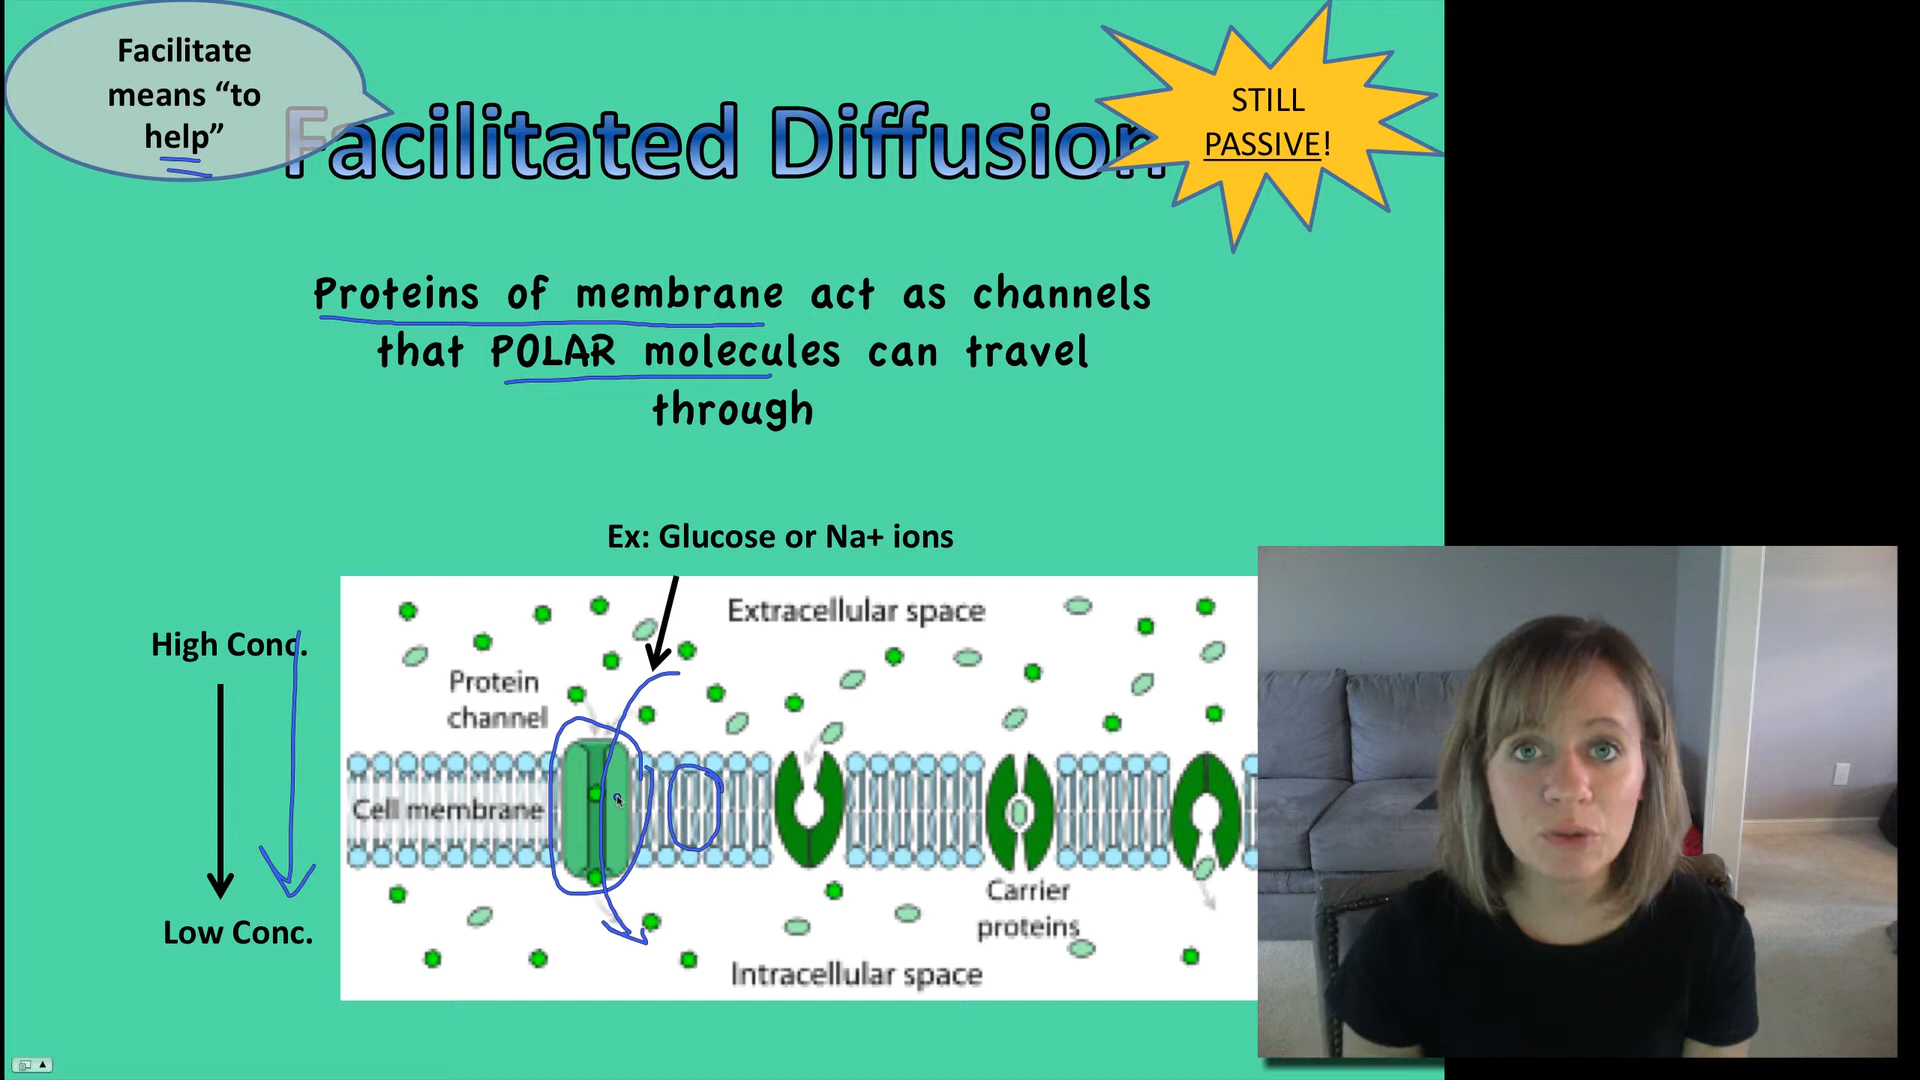 Facilitate
means “to
help”
Facilitated Diffusion
STILL
PASSIVE!
Proteins of membrane act as channels
that POLAR molecules can travel
through
Ex: Glucose or Na+ ions
Extracellular space
High Conc.
Protein
channel
Cell membrane
Carrier
proteins
Low Conc.
Intracellular space